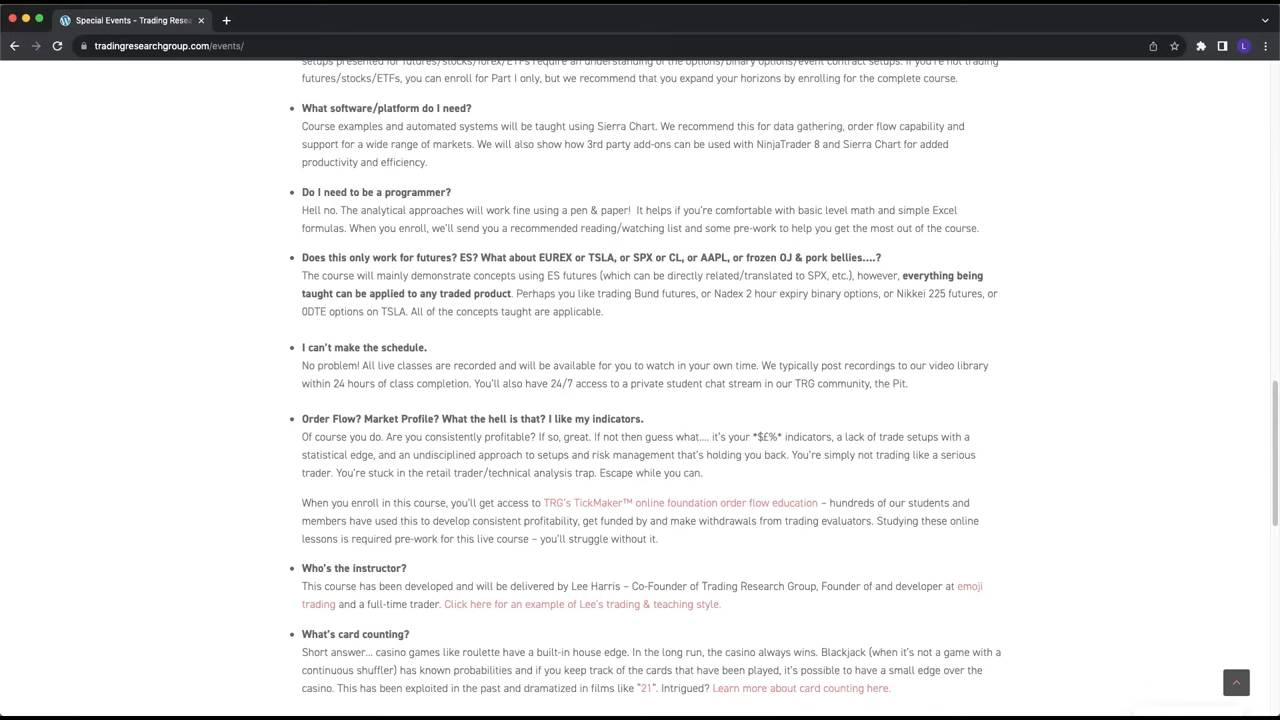 Special Events - Trading Rese
tradingresearchgroup.com/events/
L
setups presented for futures/stocks/forex/ETFs require an understanding of the options/binary options/event contract setups. If you're not trading
futures/stocks/ETFs, you can enroll for Part I only, but we recommend that you expand your horizons by enrolling for the complete course.
• What software/platform do I need?
Course examples and automated systems will be taught using Sierra Chart. We recommend this for data gathering, order flow capability and
support for a wide range of markets. We will also show how 3rd party add-ons can be used with NinjaTrader 8 and Sierra Chart for added
productivity and efficiency.
• Do I need to be a programmer?
Hell no. The analytical approaches will work fine using a pen & paper! It helps if you're comfortable with basic level math and simple Excel
formulas. When you enroll, we'll send you a recommended reading/watching list and some pre-work to help you get the most out of the course.
• Does this only work for futures? ES? What about EUREX or TSLA, or SPX or CL, or AAPL, or frozen OJ & pork bellies….?
The course will mainly demonstrate concepts using ES futures (which can be directly related/translated to SPX, etc.), however, everything being
taught can be applied to any traded product. Perhaps you like trading Bund futures, or Nadex 2 hour expiry binary options, or Nikkei 225 futures, or
0DTE options on TSLA. All of the concepts taught are applicable.
• I can't make the schedule.
No problem! All live classes are recorded and will be available for you to watch in your own time. We typically post recordings to our video library
within 24 hours of class completion. You'll also have 24/7 access to a private student chat stream in our TRG community, the Pit.
• Order Flow? Market Profile? What the hell is that? I like my indicators.
Of course you do. Are you consistently profitable? If so, great. If not then guess what…. it's your *$£%* indicators, a lack of trade setups with a
statistical edge, and an undisciplined approach to setups and risk management that's holding you back. You're simply not trading like a serious
trader. You're stuck in the retail trader/technical analysis trap. Escape while you can.
When you enroll in this course, you'll get access to TRG's TickMaker™ online foundation order flow education – hundreds of our students and
members have used this to develop consistent profitability, get funded by and make withdrawals from trading evaluators. Studying these online
lessons is required pre-work for this live course – you'll struggle without it.
• Who's the instructor?
This course has been developed and will be delivered by Lee Harris – Co-Founder of Trading Research Group, Founder of and developer at emoji
trading and a full-time trader. Click here for an example of Lee's trading & teaching style.
• What's card counting?
Short answer… casino games like roulette have a built-in house edge. In the long run, the casino always wins. Blackjack (when it's not a game with a
continuous shuffler) has known probabilities and if you keep track of the cards that have been played, it's possible to have a small edge over the
casino. This has been exploited in the past and dramatized in films like "21". Intrigued? Learn more about card counting here.